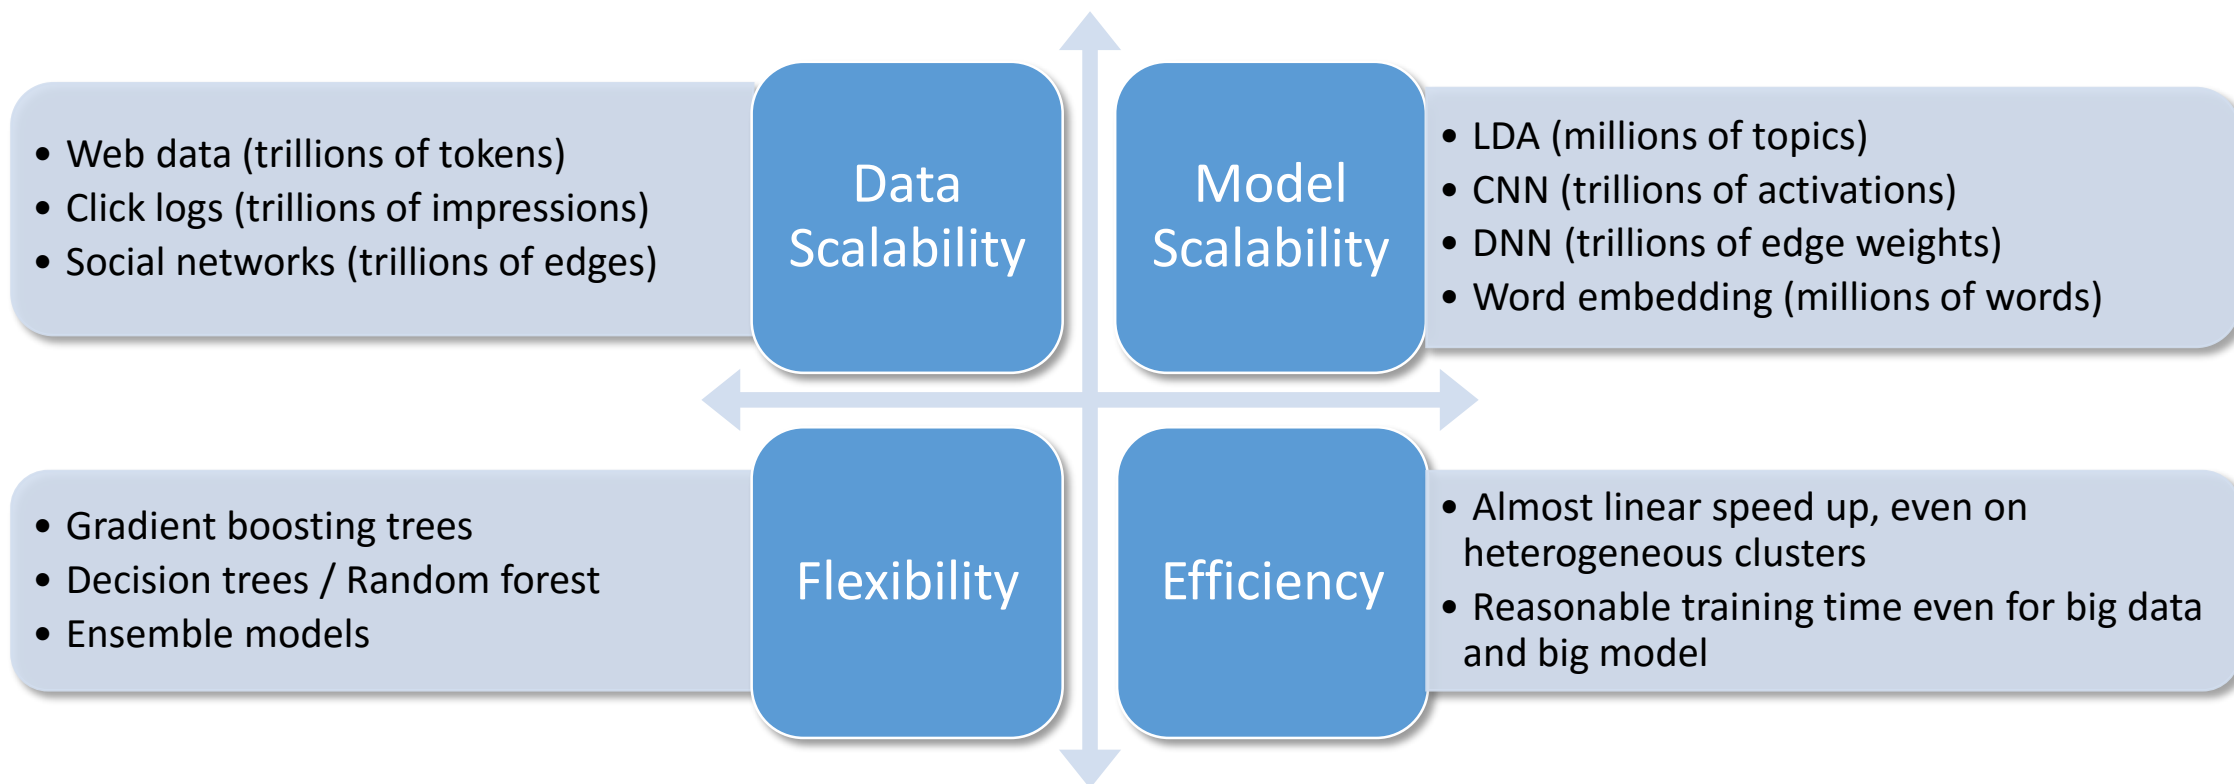 • Web data (trillions of tokens)
• Click logs (trillions of impressions)
• Social networks (trillions of edges)
Data
Scalability
Model
Scalability
• LDA (millions of topics)
• CNN (trillions of activations)
• DNN (trillions of edge weights)
• Word embedding (millions of words)
• Gradient boosting trees
• Decision trees / Random forest
• Ensemble models
Flexibility
Efficiency
• Almost linear speed up, even on
heterogeneous clusters
• Reasonable training time even for big data
and big model